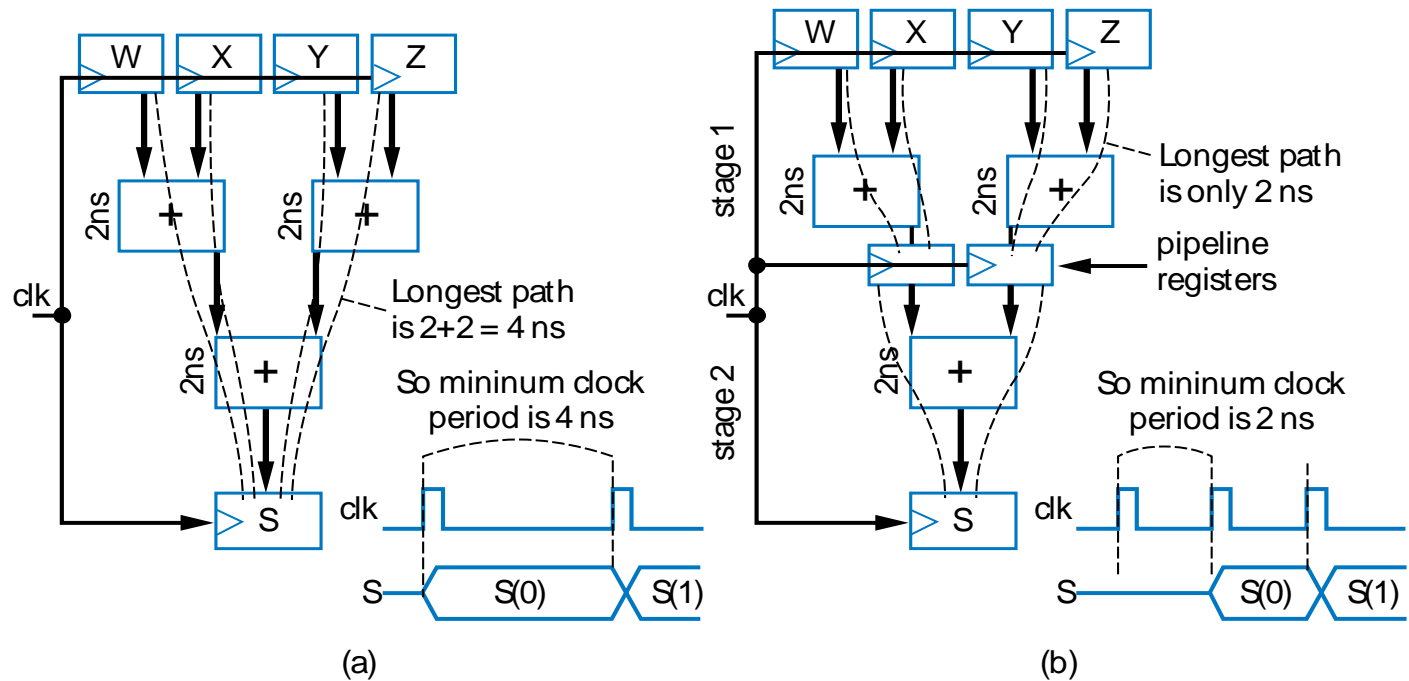 W X Y Z
2ns + 2ns +
clk
Longest path
is 2+2 = 4 ns
2ns +
So mininum clock
period is 4 ns
S
clk
S S(0) S(1)
(a)
W X Y Z
stage 1
2ns + 2ns +
Longest path
is only 2 ns
pipeline
registers
clk
stage 2
2ns +
So mininum clock
period is 2 ns
S
clk
S S(0) S(1)
(b)